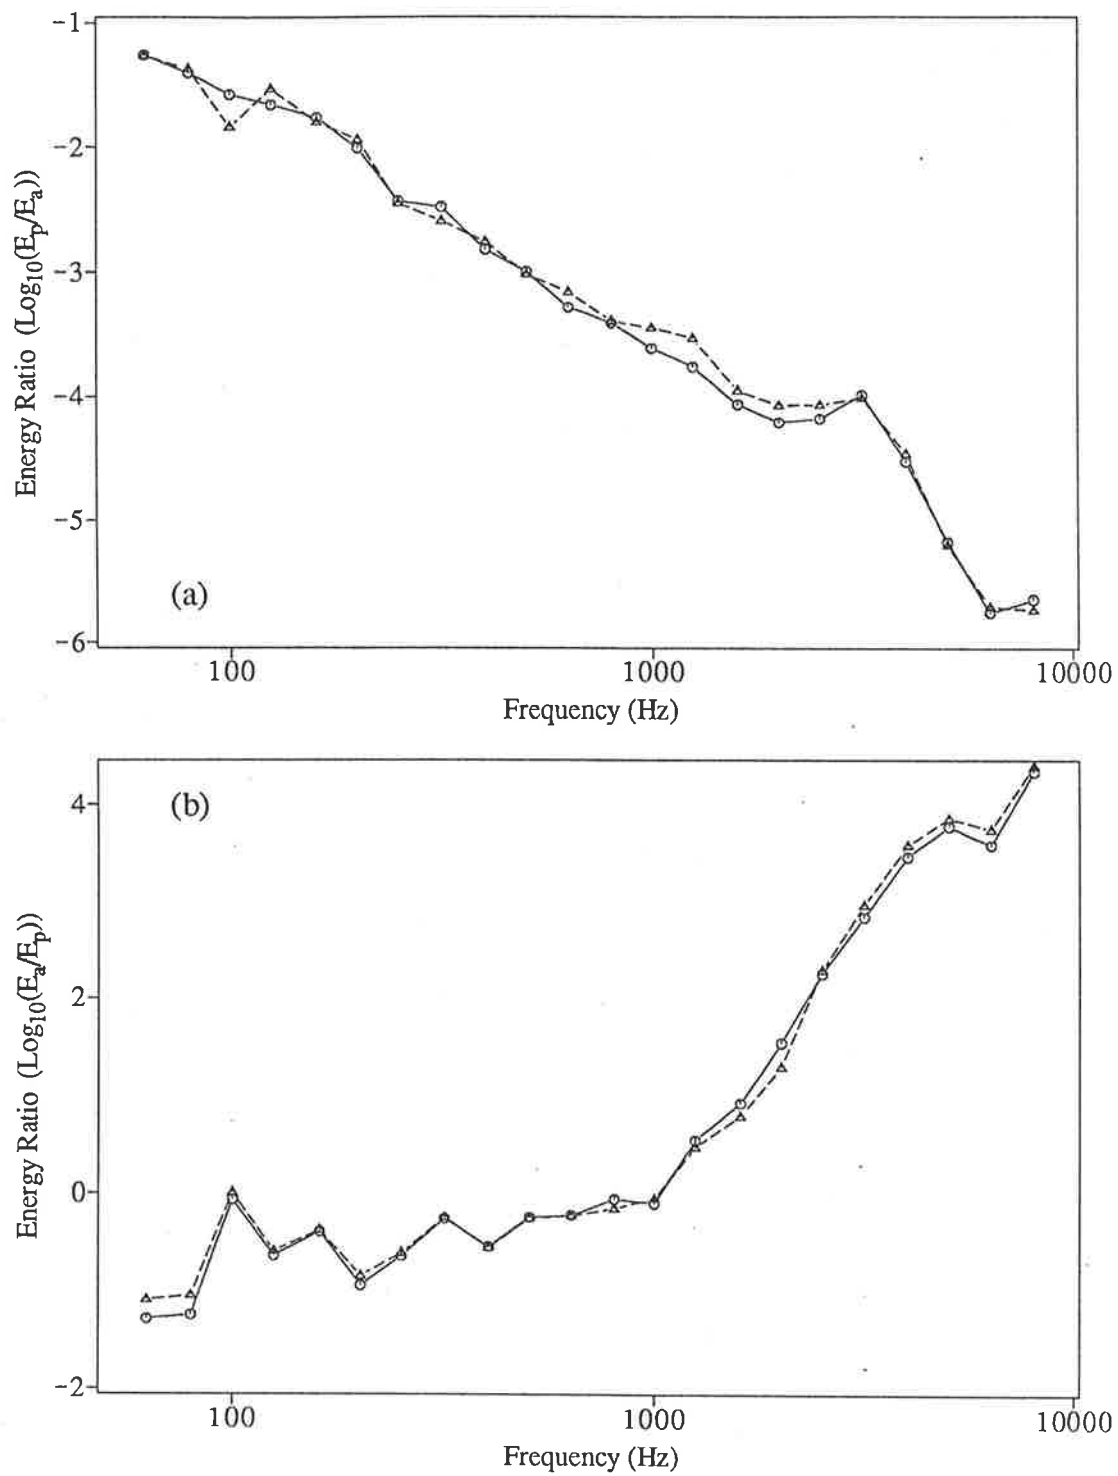 -1
-2
-3
-4
-5
-6
Energy Ratio (Log10(Ep/Ea))
(a)
100
1000
10000
Frequency (Hz)
4
2
0
-2
Energy Ratio (Log10(Ea/Ep))
(b)
100
1000
10000
Frequency (Hz)